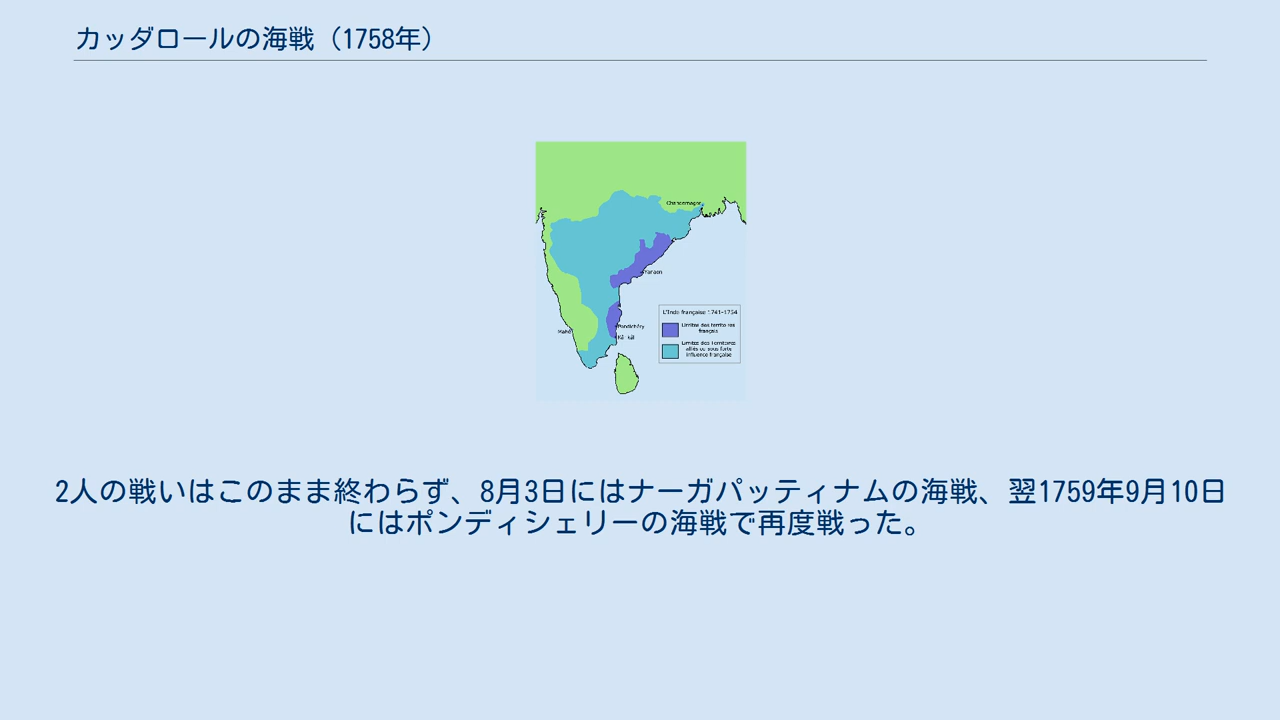 カッダロールの海戦（1758年）
Chandernagor
Yanaon
Mahé
Pondichéry
L'Inde française 1741-1754
Limites des territoires
français
Limites des Territoires
alliés ou sous forte
influence française
2人の戦いはこのまま終わらず、8月3日にはナーガパッティナムの海戦、翌1759年9月10日
にはポンディシェリーの海戦で再度戦った。